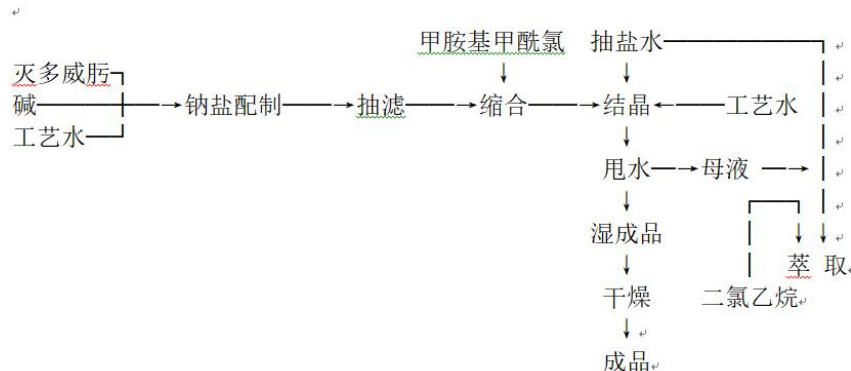 甲胺基甲酰氯 抽盐水
灭多威肟
碱 钠盐配制 抽滤 缩合 结晶 工艺水
工艺水
甩水 母液
湿成品
萃 取
干燥 二氯乙烷
成品